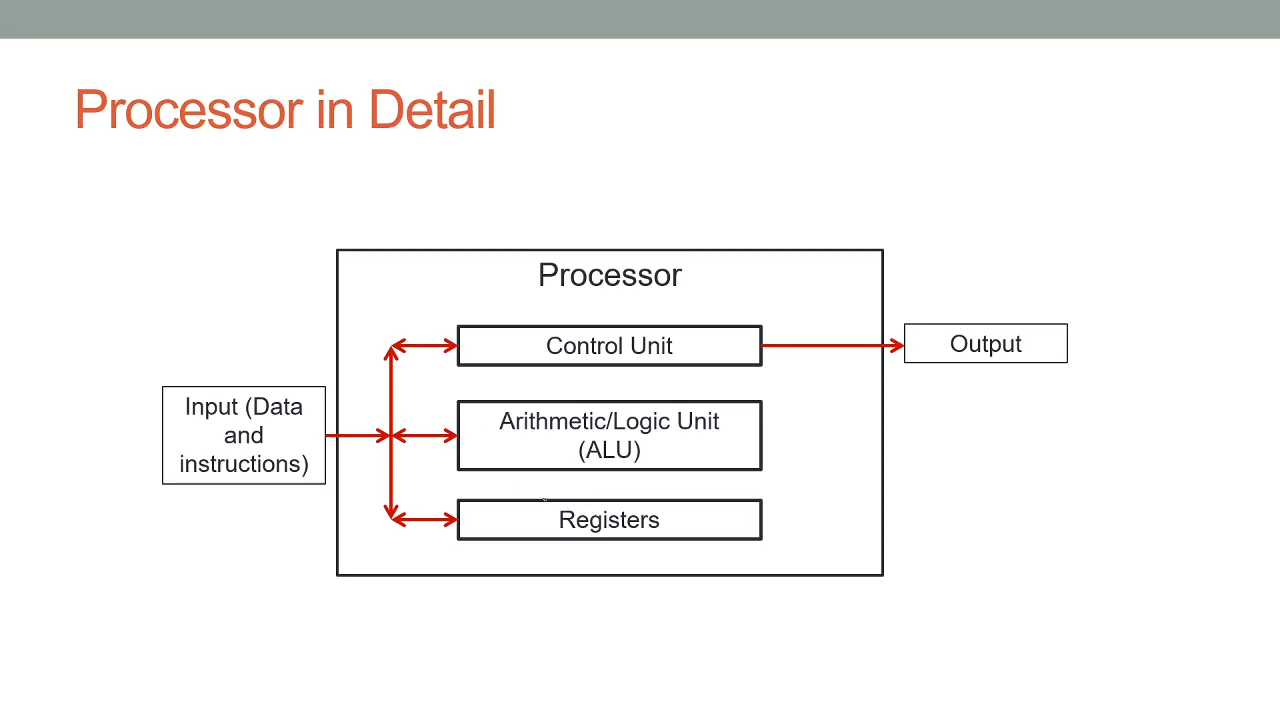 Processor in Detail
Processor
Control Unit
Output
Input (Data
and
instructions)
Arithmetic/Logic Unit
(ALU)
Registers